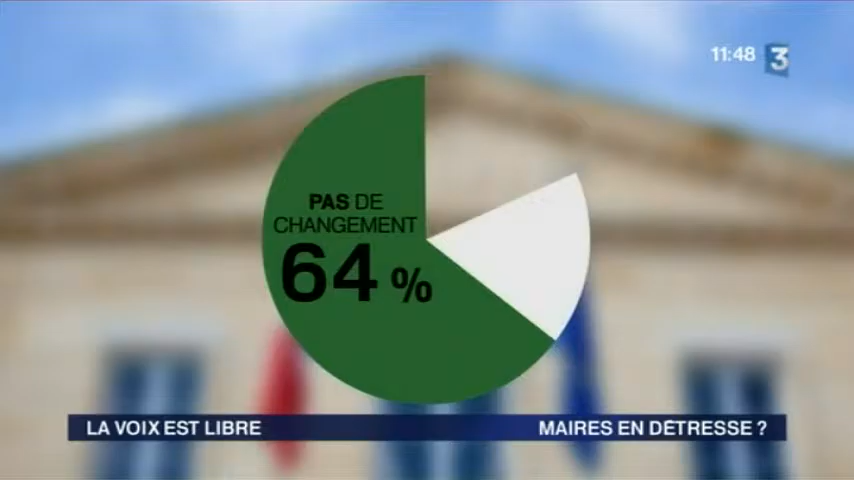 11:48 3
PAS DE
CHANGEMENT
64 %
LA VOIX EST LIBRE
MAIRES EN DÉTRESSE ?